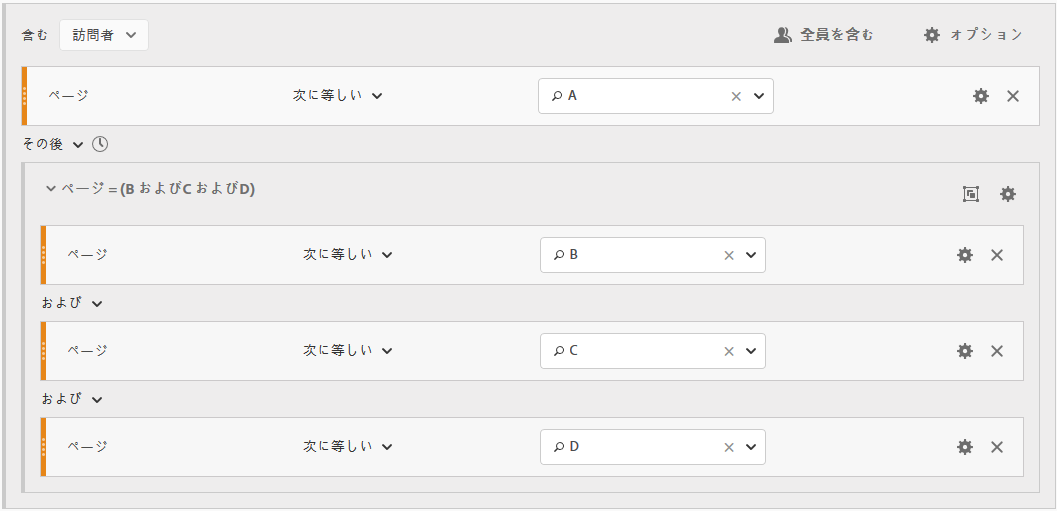 含む 訪問者 全員を含む オプション
ページ 次に等しい A
その後
ページ = (B およびC およびD)
ページ 次に等しい B
および
ページ 次に等しい C
および
ページ 次に等しい D